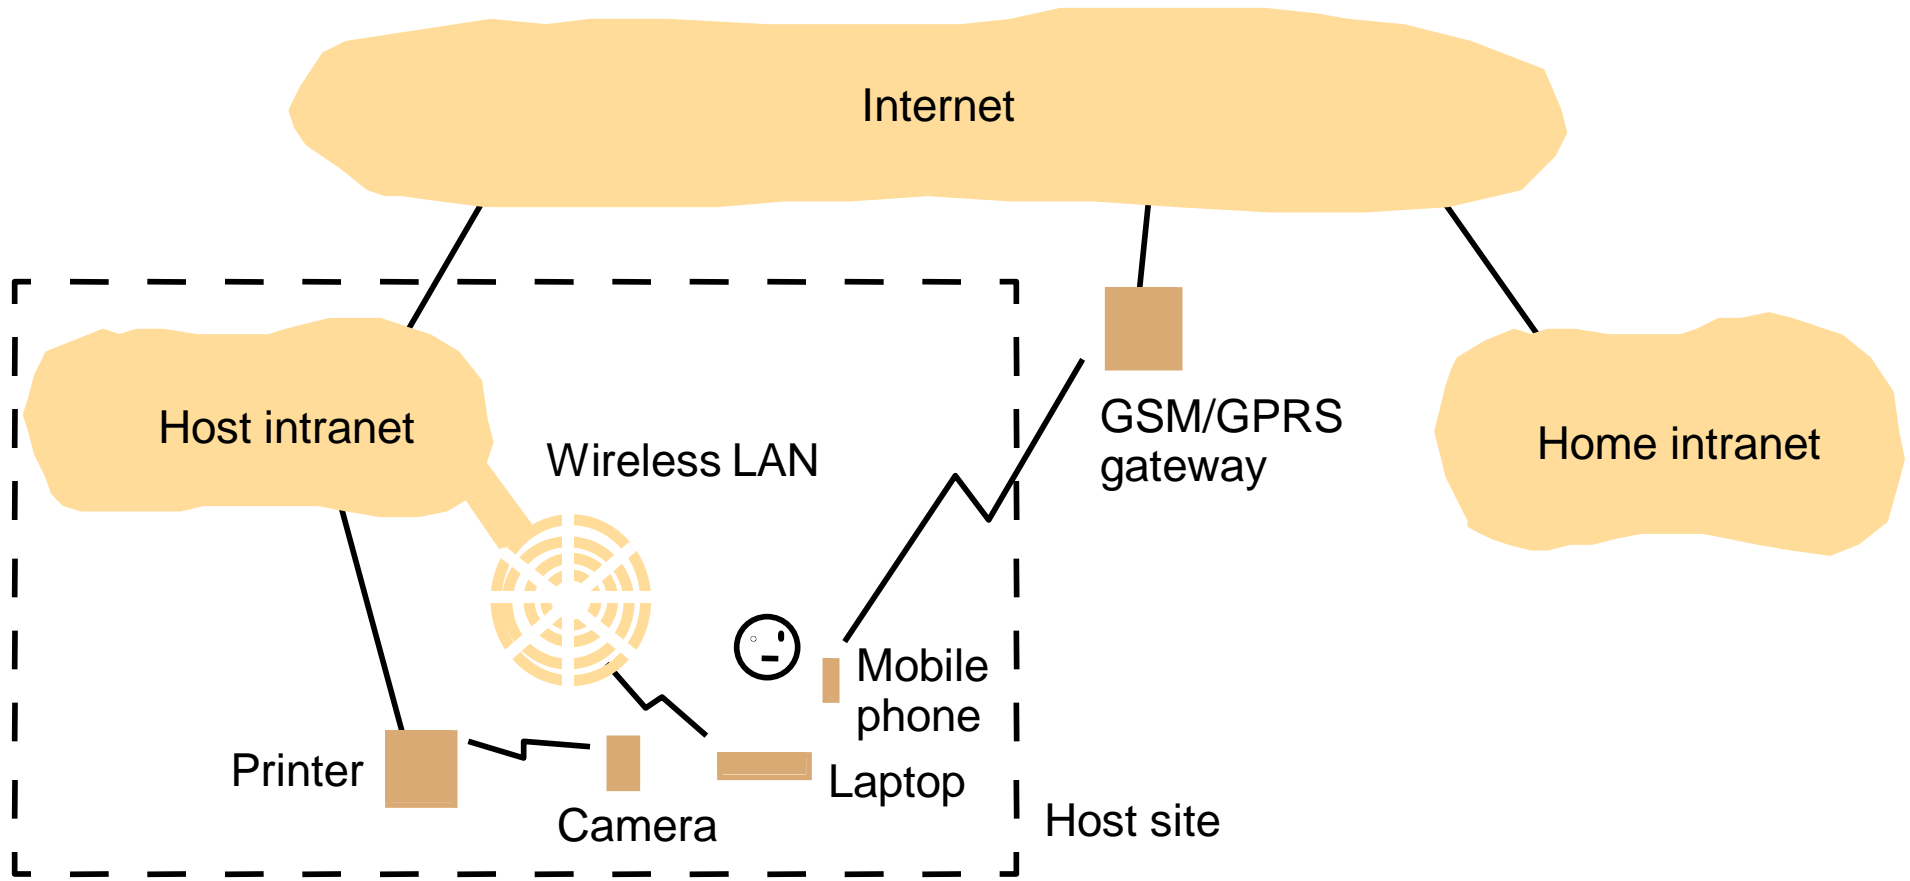 Internet
Host intranet
Wireless LAN
GSM/GPRS
gateway
Home intranet
Mobile
phone
Printer
Laptop
Camera
Host site